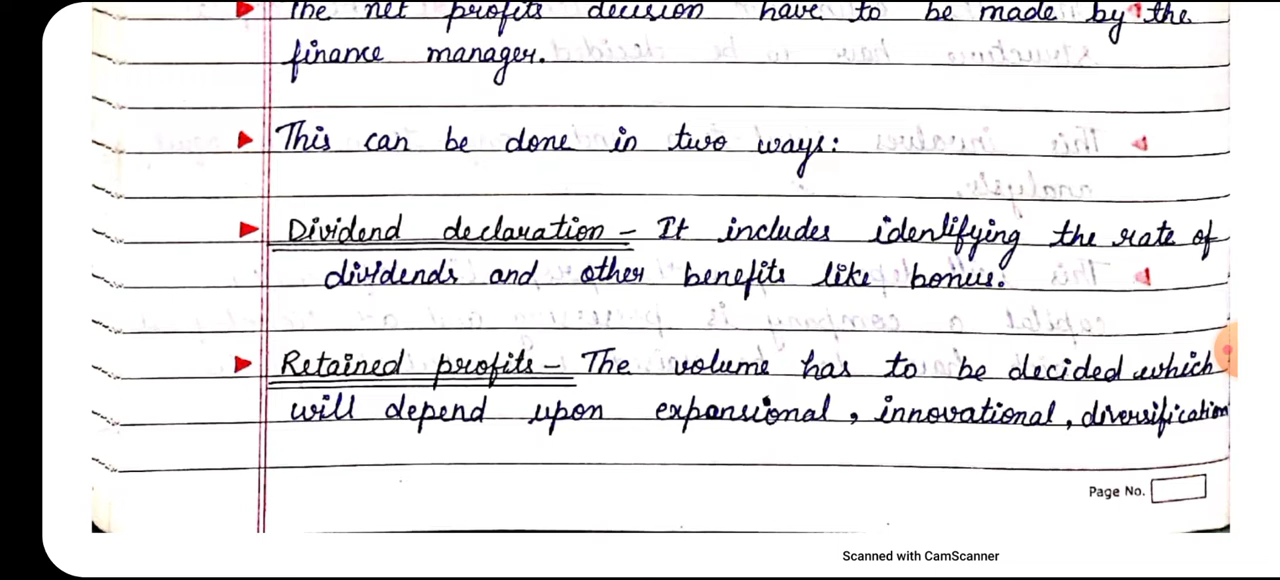 The net profits decision have to be made by the
finance manager.
This can be done in two ways:
Dividend declaration - It includes identifying the rate of
dividends and other benefits like bonus.
Retained profits - The volume has to be decided which
will depend upon expansional, innovational, diversification
Page No.
Scanned with CamScanner